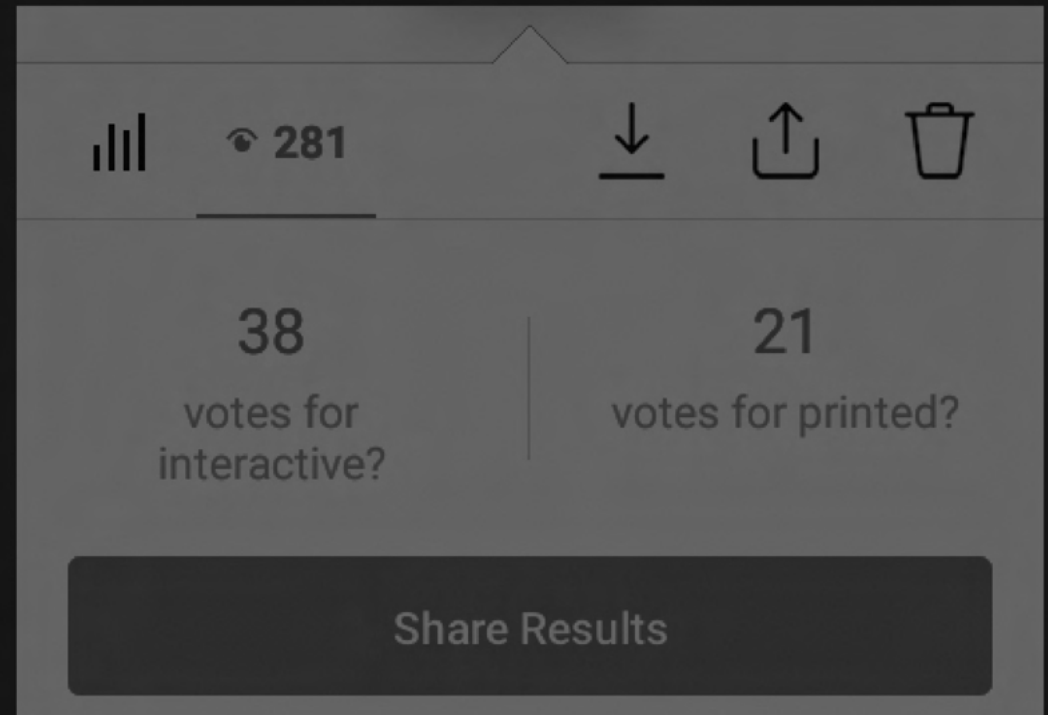 281
38
votes for
interactive?
21
votes for printed?
Share Results